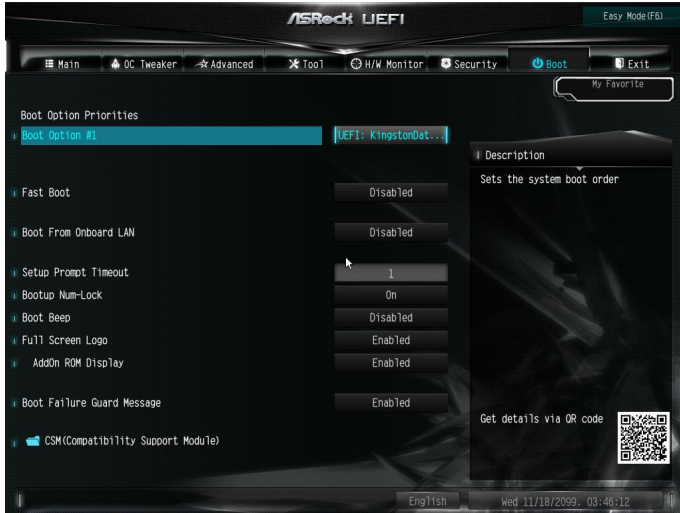 ASRock UEFI
Easy Mode(F6)
Main OC Tweaker Advanced Tool H/W Monitor Security Boot Exit
My Favorite
Boot Option Priorities
Boot Option #1 UEFI: KingstonDat...
Description
Sets the system boot order
Fast Boot Disabled
Boot From Onboard LAN Disabled
Setup Prompt Timeout 1
Bootup Num-Lock On
Boot Beep Disabled
Full Screen Logo Enabled
AddOn ROM Display Enabled
Boot Failure Guard Message Enabled
Get details via QR code
CSM(Compatibility Support Module)
English Wed 11/18/2099. 03:46:12